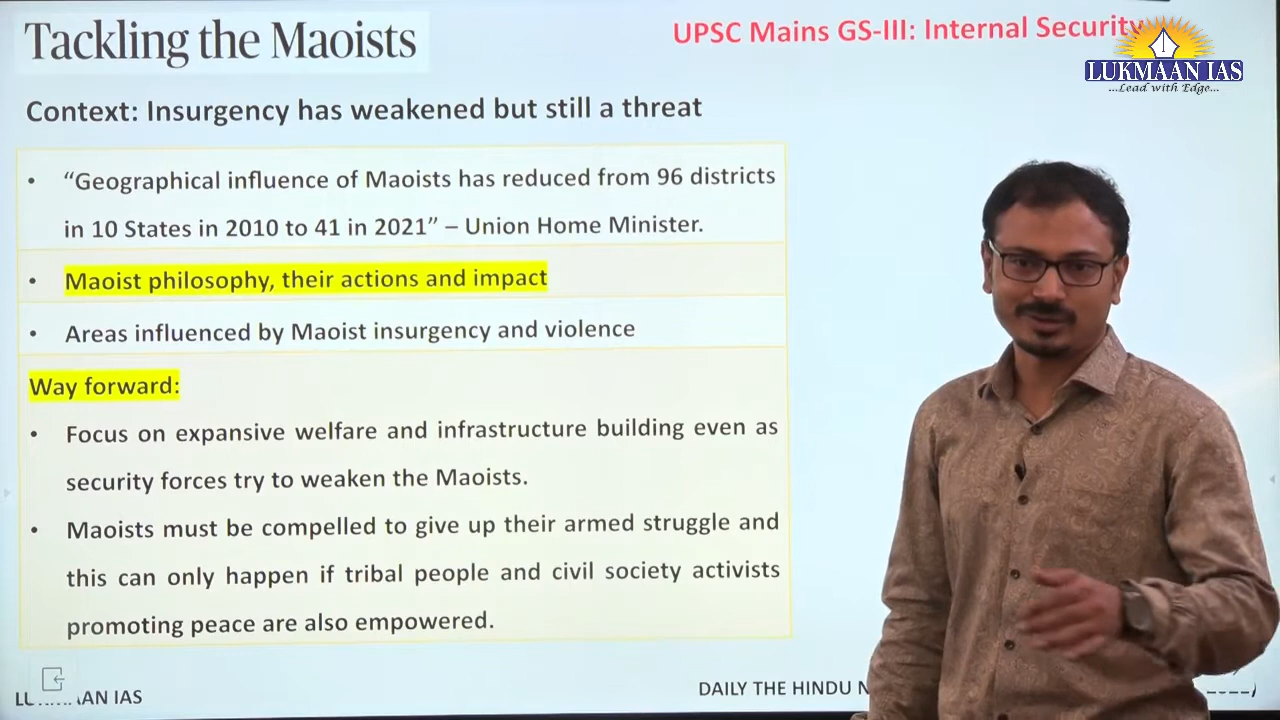 Tackling the Maoists
UPSC Mains GS-III: Internal Security
LUKMAAN IAS
...Lead with Edge...
Context: Insurgency has weakened but still a threat
• “Geographical influence of Maoists has reduced from 96 districts
in 10 States in 2010 to 41 in 2021” – Union Home Minister.
• Maoist philosophy, their actions and impact
• Areas influenced by Maoist insurgency and violence
Way forward:
• Focus on expansive welfare and infrastructure building even as
security forces try to weaken the Maoists.
• Maoists must be compelled to give up their armed struggle and
this can only happen if tribal people and civil society activists
promoting peace are also empowered.
IAS
DAILY THE HINDU